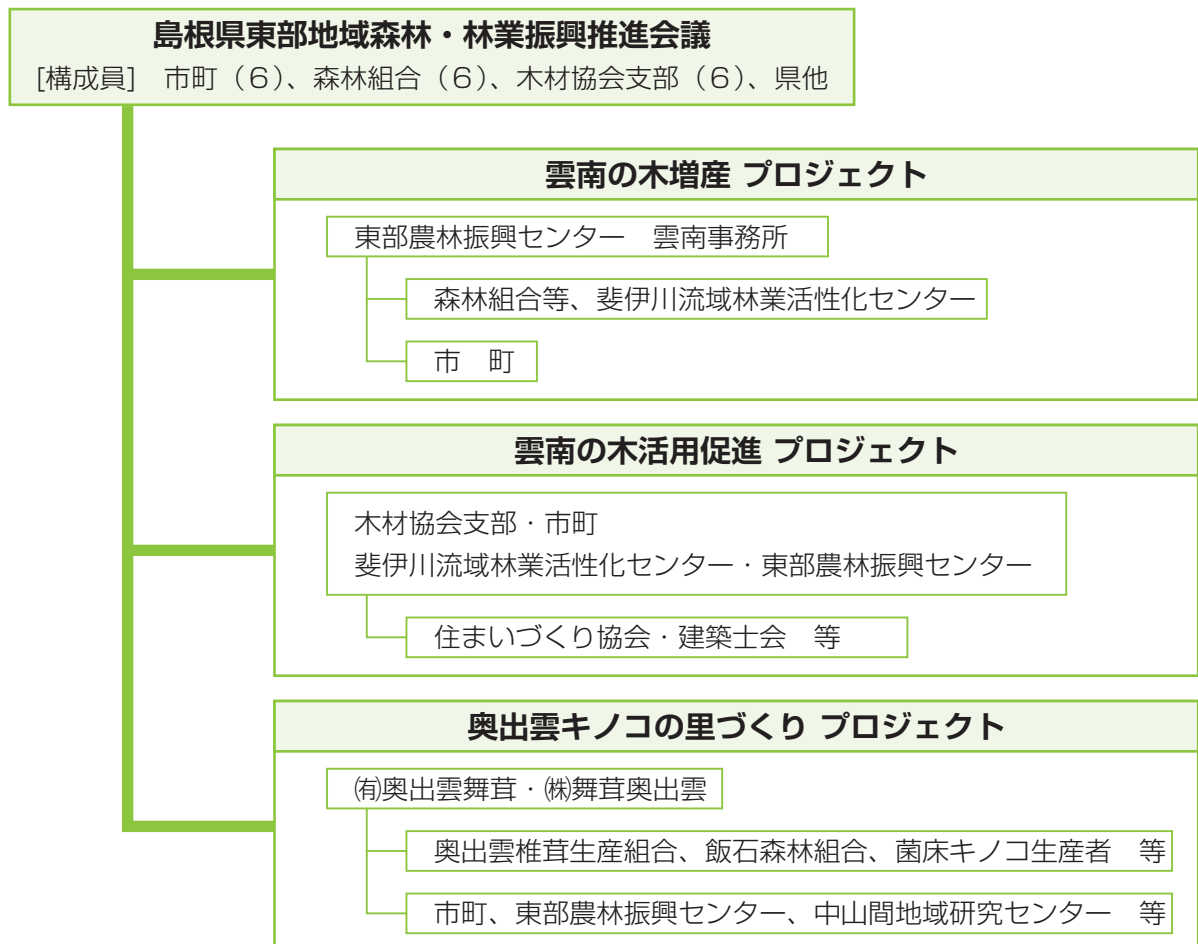 島根県東部地域森林・林業振興推進会議
[構成員]　市町（6）、森林組合（6）、木材協会支部（6）、県他
雲南の木増産 プロジェクト
東部農林振興センター　雲南事務所
森林組合等、斐伊川流域林業活性化センター
市　町
雲南の木活用促進 プロジェクト
木材協会支部・市町
斐伊川流域林業活性化センター・東部農林振興センター
住まいづくり協会・建築士会　等
奥出雲キノコの里づくり プロジェクト
㈲奥出雲舞茸・㈱舞茸奥出雲
奥出雲椎茸生産組合、飯石森林組合、菌床キノコ生産者　等
市町、東部農林振興センター、中山間地域研究センター　等